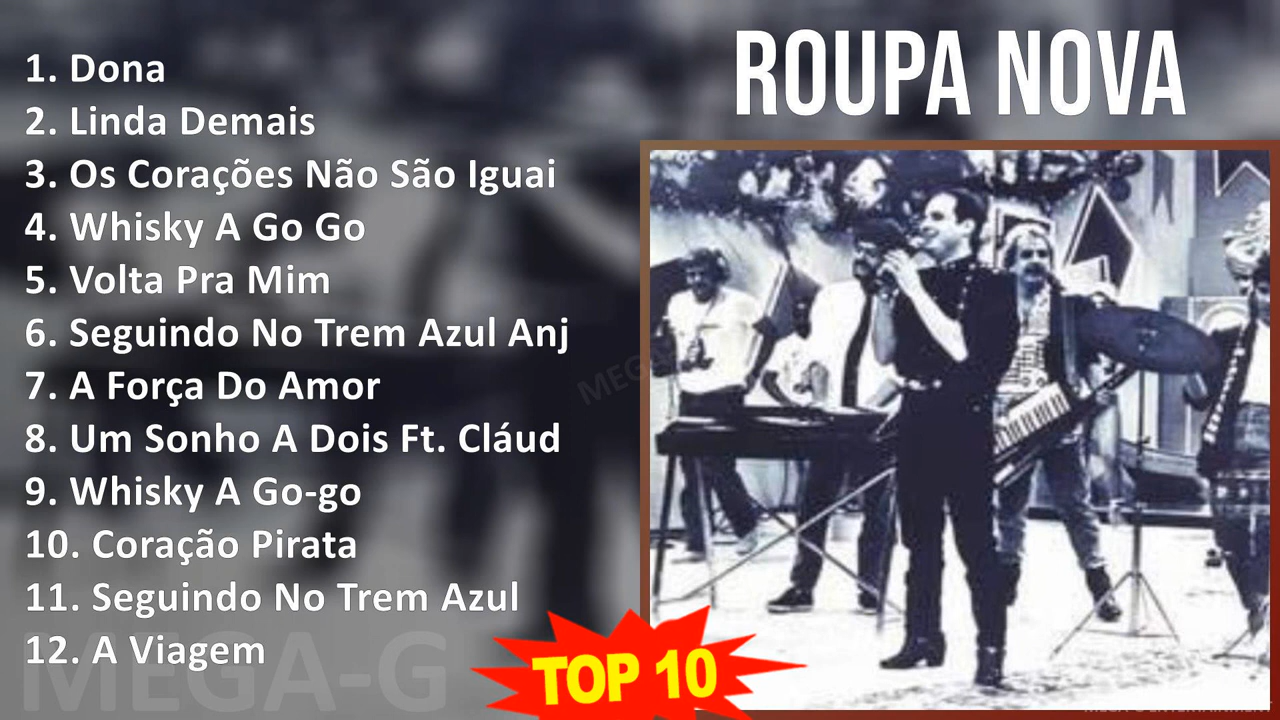 ROUPA NOVA
1. Dona
2. Linda Demais
3. Os Corações Não São Iguai
4. Whisky A Go Go
5. Volta Pra Mim
6. Seguindo No Trem Azul Anj
7. A Força Do Amor
8. Um Sonho A Dois Ft. Cláud
9. Whisky A Go-go
10. Coração Pirata
11. Seguindo No Trem Azul
12. A Viagem
MEGA-G
TOP 10